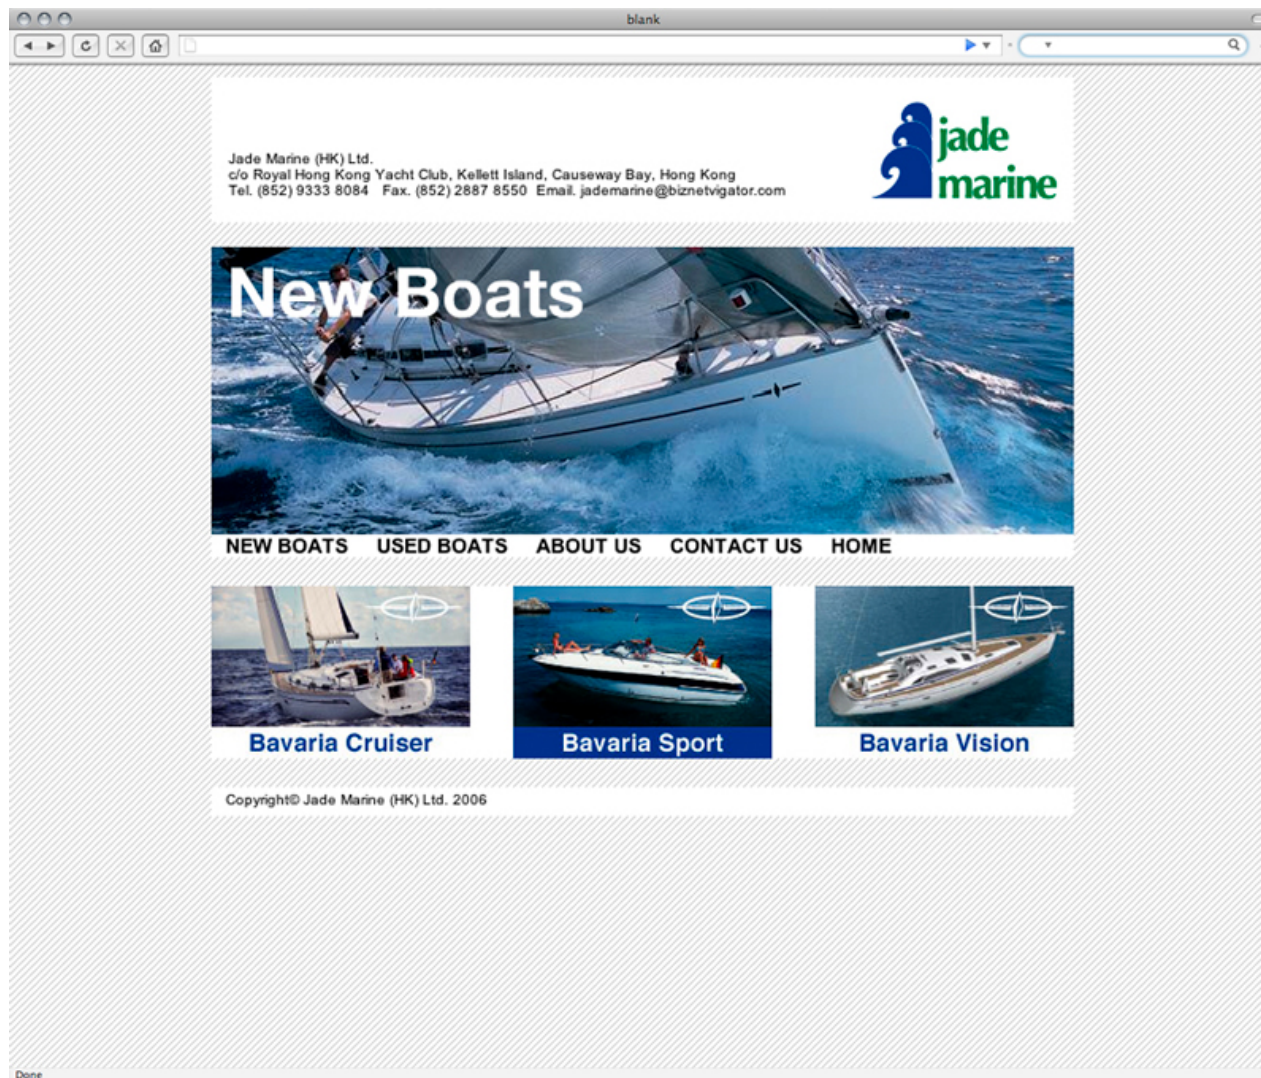 blank
Jade Marine (HK) Ltd.
c/o Royal Hong Kong Yacht Club, Kellett Island, Causeway Bay, Hong Kong
Tel. (852) 9333 8084 Fax. (852) 2887 8550 Email. jademarine@biznetvigator.com
jade
marine
New Boats
NEW BOATS USED BOATS ABOUT US CONTACT US HOME
Bavaria Cruiser Bavaria Sport Bavaria Vision
Copyright© Jade Marine (HK) Ltd. 2006
Done